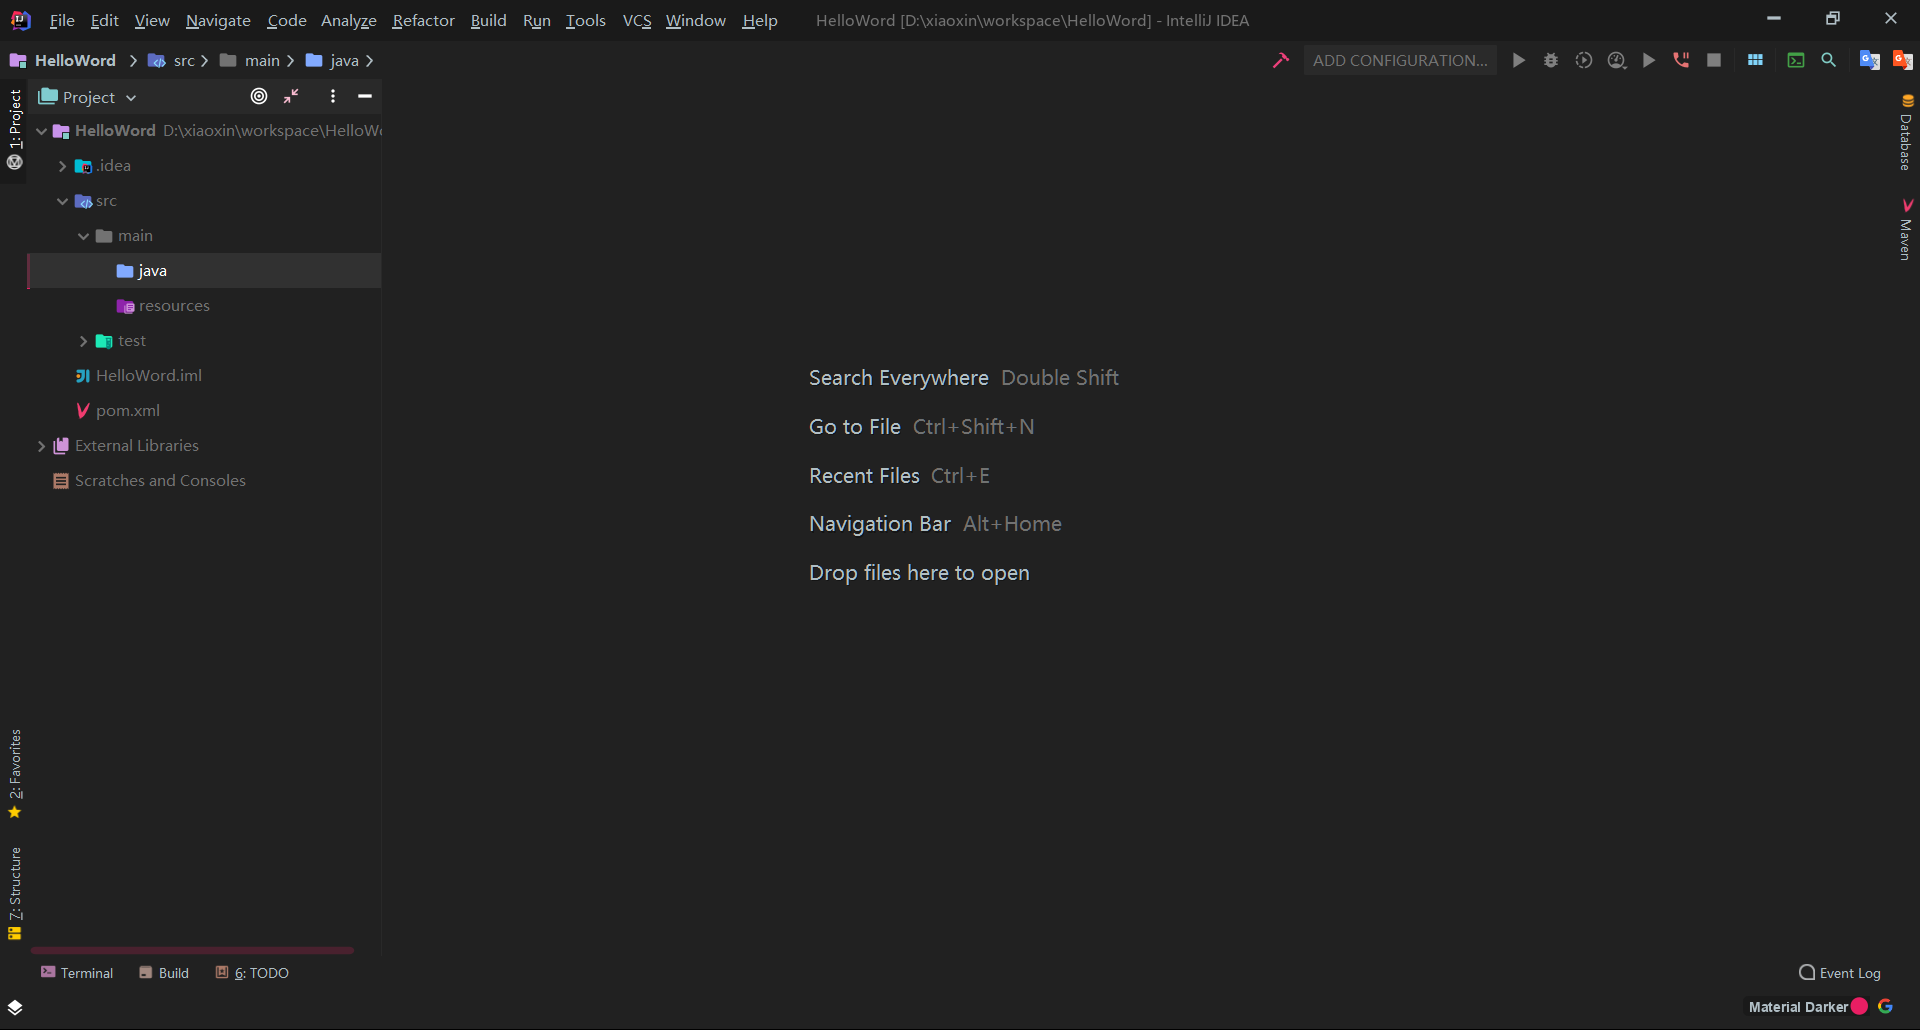 File Edit View Navigate Code Analyze Refactor Build Run Tools VCS Window Help HelloWord [D:\xiaoxin\workspace\HelloWord] - IntelliJ IDEA
HelloWord src main java ADD CONFIGURATION...
Project
HelloWord D:\xiaoxin\workspace\HelloWo
.idea
src
main
java
resources
test
HelloWord.iml
pom.xml
External Libraries
Scratches and Consoles
1: Project
2: Favorites
7: Structure
Search Everywhere Double Shift
Go to File Ctrl+Shift+N
Recent Files Ctrl+E
Navigation Bar Alt+Home
Drop files here to open
Database
Maven
Terminal Build 6: TODO Event Log
Material Darker